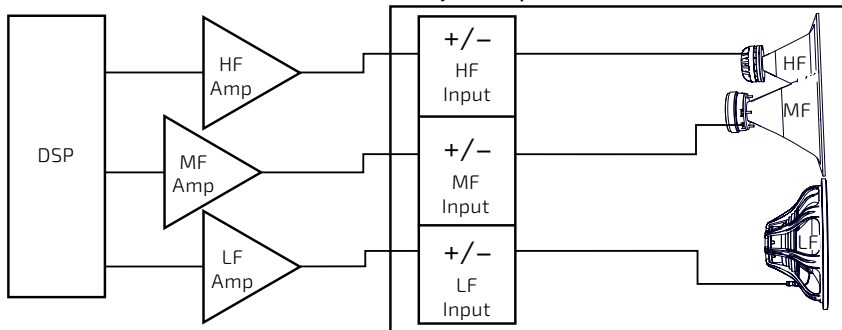 DSP
HF
Amp
MF
Amp
LF
Amp
+/−
HF
Input
+/−
MF
Input
+/−
LF
Input
HF
MF
LF